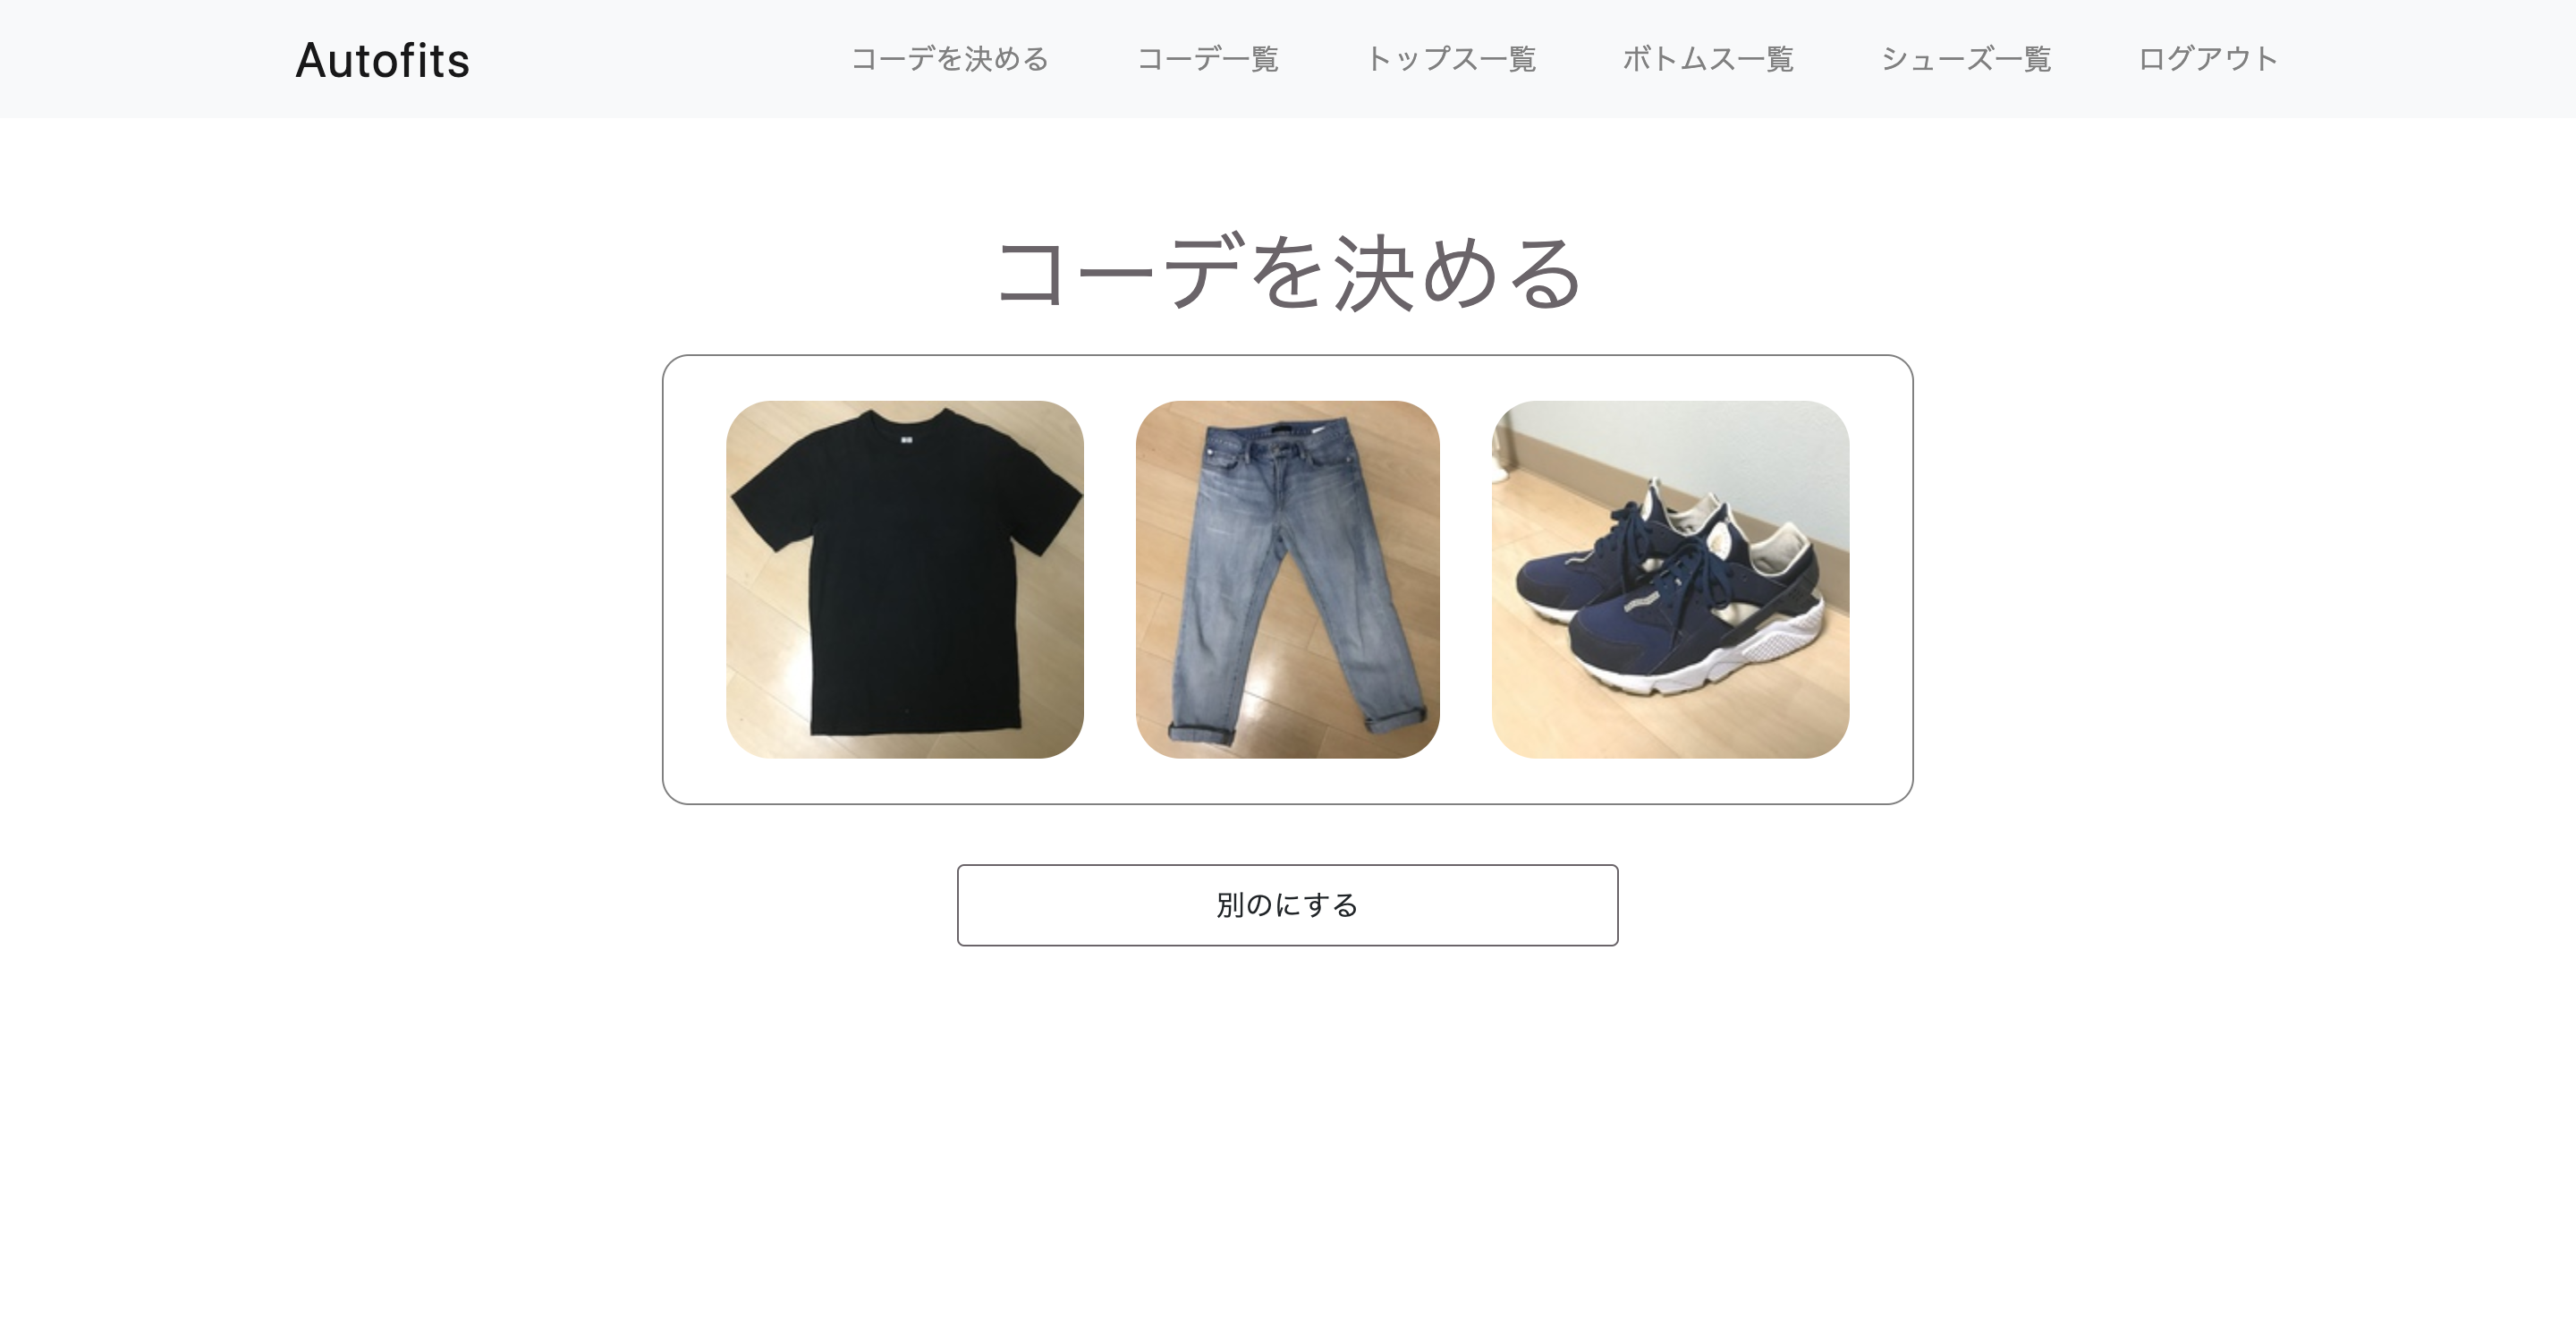 Autofits
コーデを決める
コーデ一覧
トップス一覧
ボトムス一覧
シューズ一覧
ログアウト
コーデを決める
別のにする